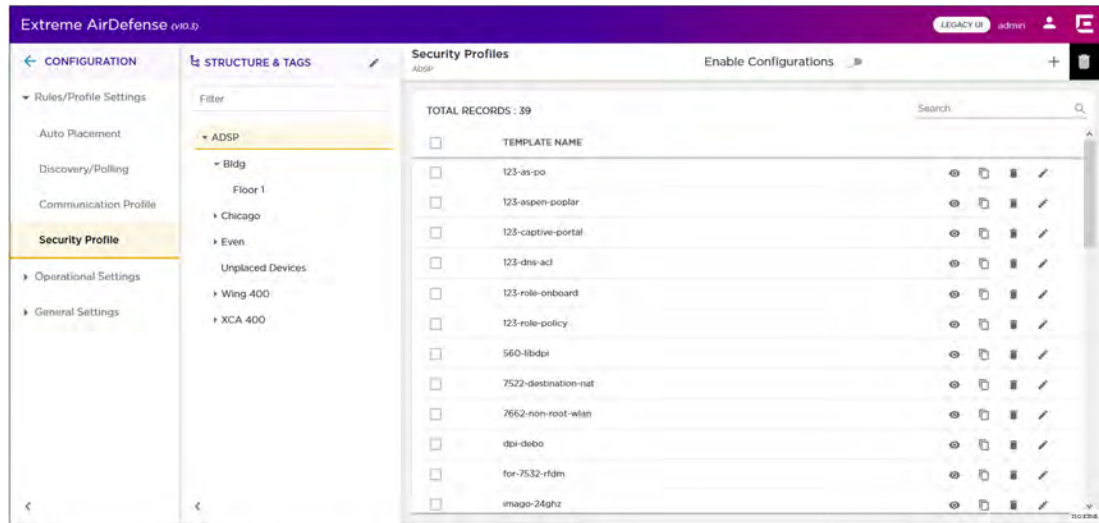 Extreme AirDefense (v10.3)
LEGACY UI admin
CONFIGURATION
Rules/Profile Settings
Auto Placement
Discovery/Polling
Communication Profile
Security Profile
Operational Settings
General Settings
STRUCTURE & TAGS
Filter
ADSP
Bldg
Floor 1
Chicago
Even
Unplaced Devices
Wing 400
XCA 400
Security Profiles
ADSP
Enable Configurations
TOTAL RECORDS : 39
Search
TEMPLATE NAME
123-as-po
123-aspen-poplar
123-captive-portal
123-dns-acl
123-role-onboard
123-role-policy
560-libdpi
7522-destination-nat
7662-non-root-wlan
dpi-debo
for-7532-rfdm
imago-24ghz